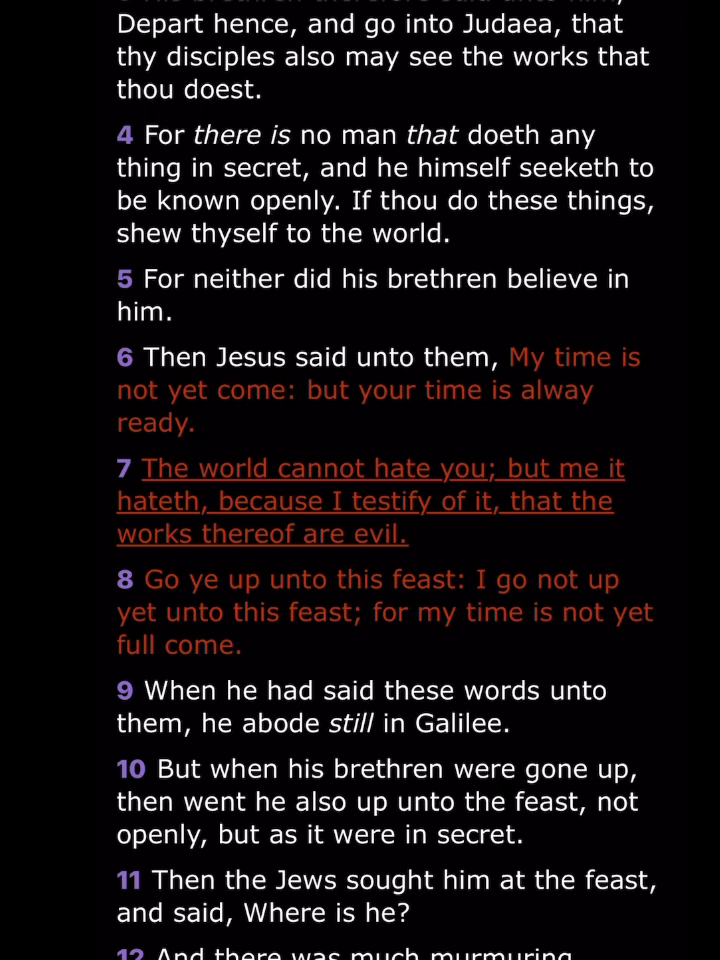 Depart hence, and go into Judaea, that
thy disciples also may see the works that
thou doest.
4 For there is no man that doeth any
thing in secret, and he himself seeketh to
be known openly. If thou do these things,
shew thyself to the world.
5 For neither did his brethren believe in
him.
6 Then Jesus said unto them, My time is
not yet come: but your time is alway
ready.
7 The world cannot hate you; but me it
hateth, because I testify of it, that the
works thereof are evil.
8 Go ye up unto this feast: I go not up
yet unto this feast; for my time is not yet
full come.
9 When he had said these words unto
them, he abode still in Galilee.
10 But when his brethren were gone up,
then went he also up unto the feast, not
openly, but as it were in secret.
11 Then the Jews sought him at the feast,
and said, Where is he?
12 And there was much murmuring